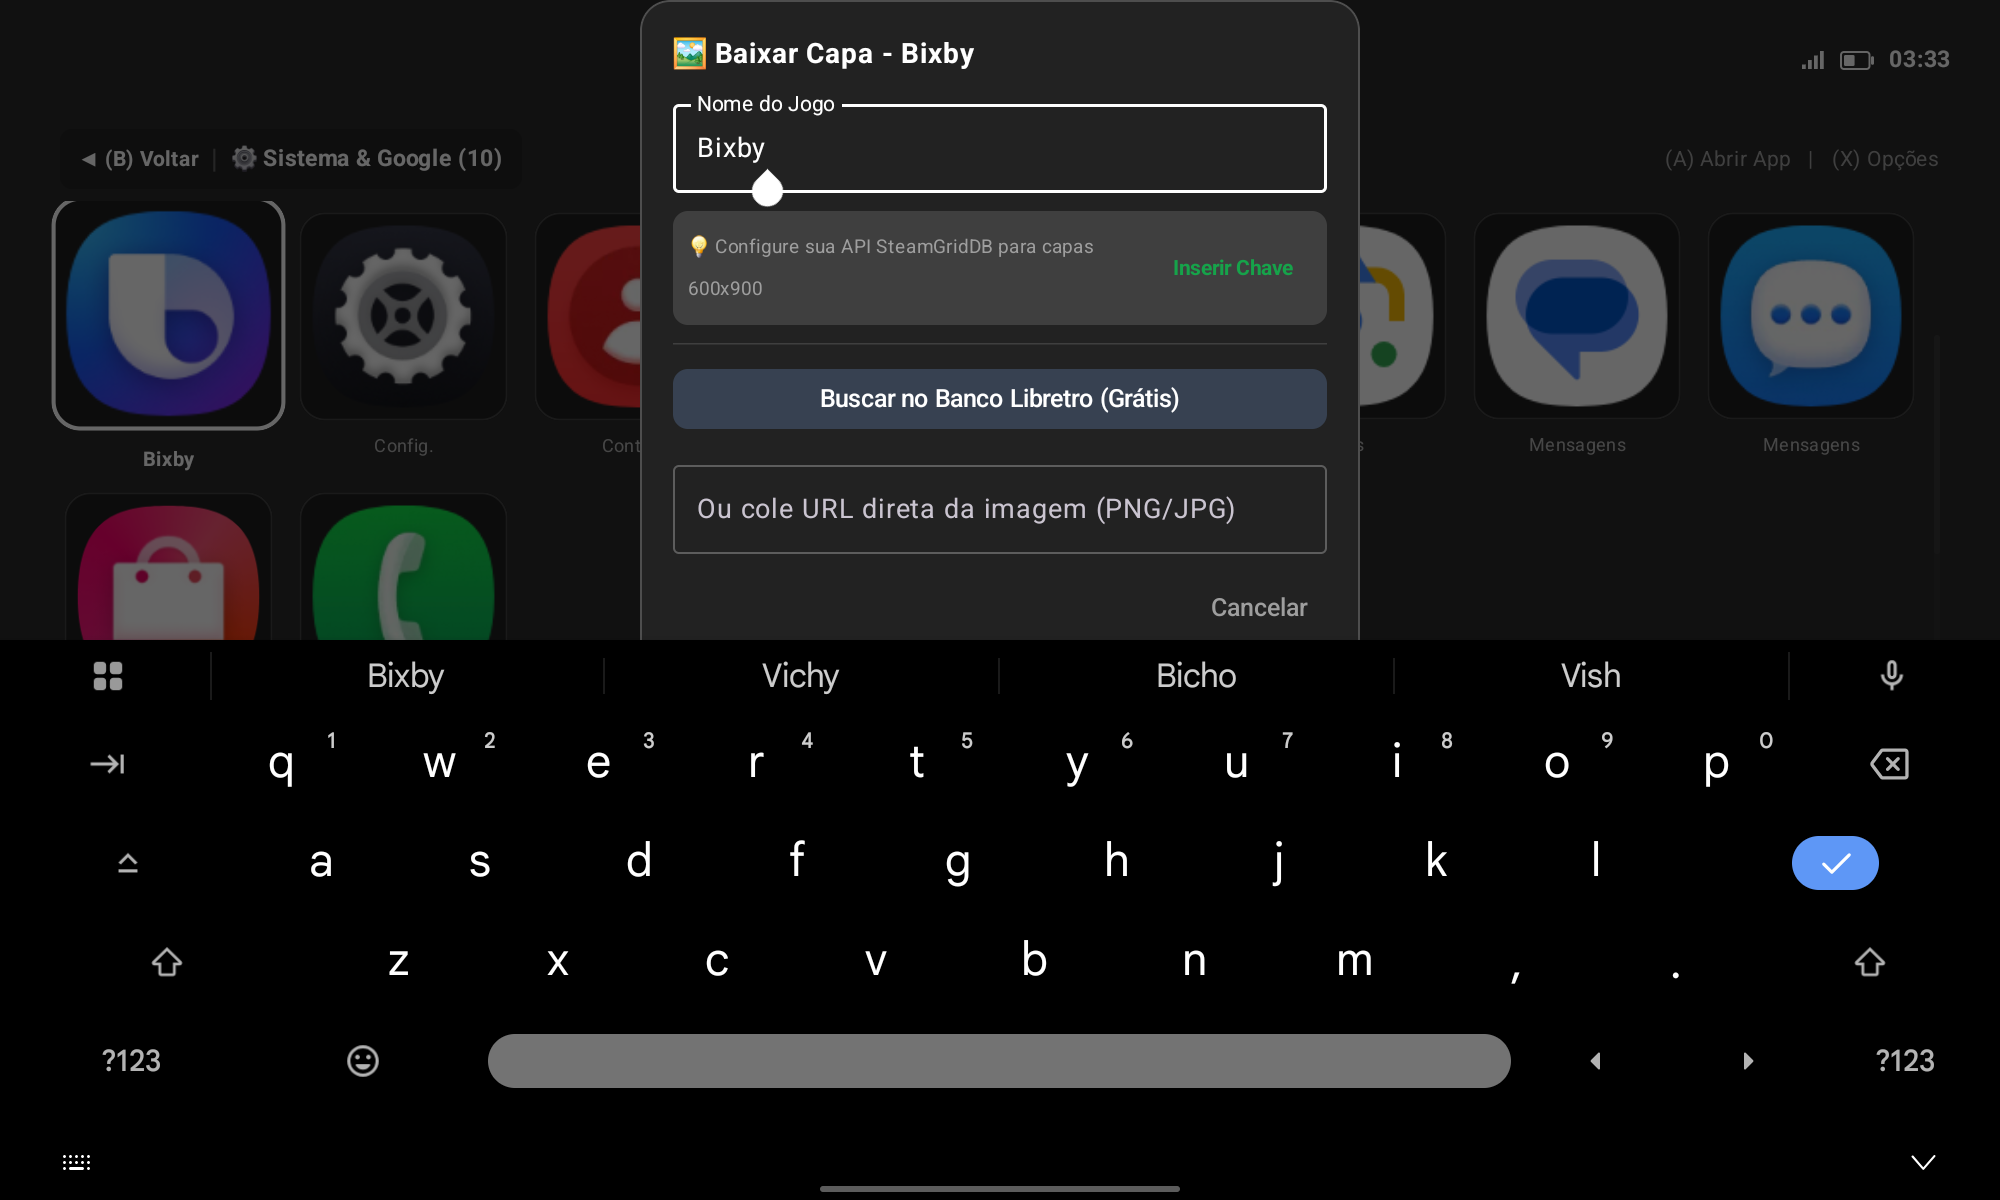 Baixar Capa - Bixby
03:33
Nome do Jogo
Bixby
◄ (B) Voltar | Sistema & Google (10)
(A) Abrir App | (X) Opções
Configure sua API SteamGridDB para capas
600x900
Inserir Chave
Buscar no Banco Libretro (Grátis)
Bixby
Config.
Cont
s
Mensagens
Mensagens
Ou cole URL direta da imagem (PNG/JPG)
Cancelar
Bixby Vichy Bicho Vish
q 1 w 2 e 3 r 4 t 5 y 6 u 7 i 8 o 9 p 0
a s d f g h j k l
z x c v b n m , .
?123 ?123